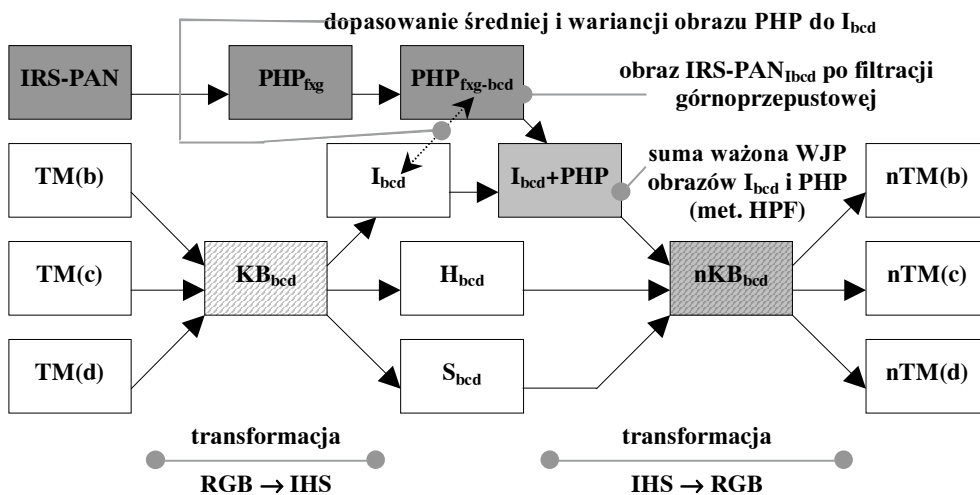 dopasowanie średniej i wariancji obrazu PHP do Ibcd
IRS-PAN
PHPfxg
PHPfxg-bcd
obraz IRS-PANIbcd po filtracji
górnoprzepustowej
TM(b)
Ibcd
Ibcd+PHP
suma ważona WJP
obrazów Ibcd i PHP
(met. HPF)
nTM(b)
TM(c)
KBbcd
Hbcd
nKBbcd
nTM(c)
TM(d)
Sbcd
nTM(d)
transformacja
RGB → IHS
transformacja
IHS → RGB